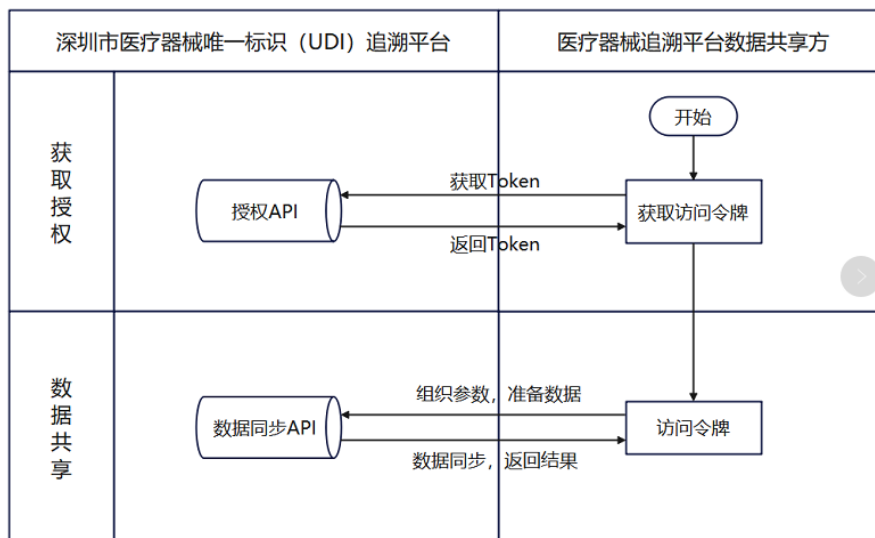 深圳市医疗器械唯一标识（UDI）追溯平台
医疗器械追溯平台数据共享方
获取授权
开始
获取Token
授权API
获取访问令牌
返回Token
数据共享
组织参数，准备数据
数据同步API
访问令牌
数据同步，返回结果